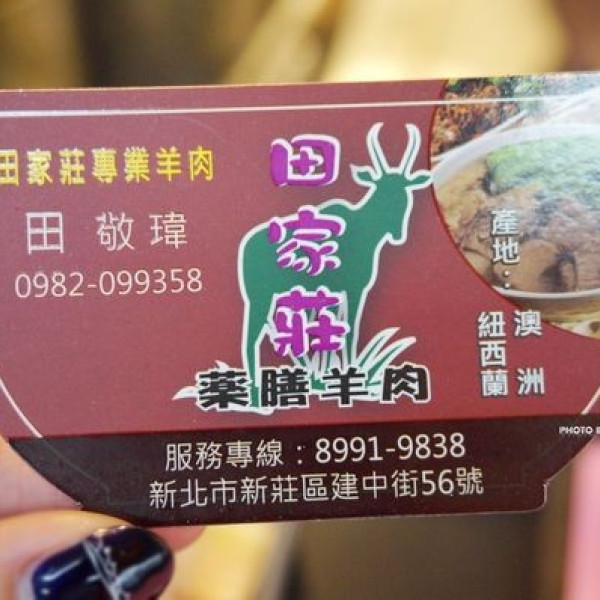 田家莊專業羊肉
田 敬瑋
0982-099358
田家莊
藥膳羊肉
產地：澳洲
紐西蘭
服務專線：8991-9838
新北市新莊區建中街56號
PHOTO